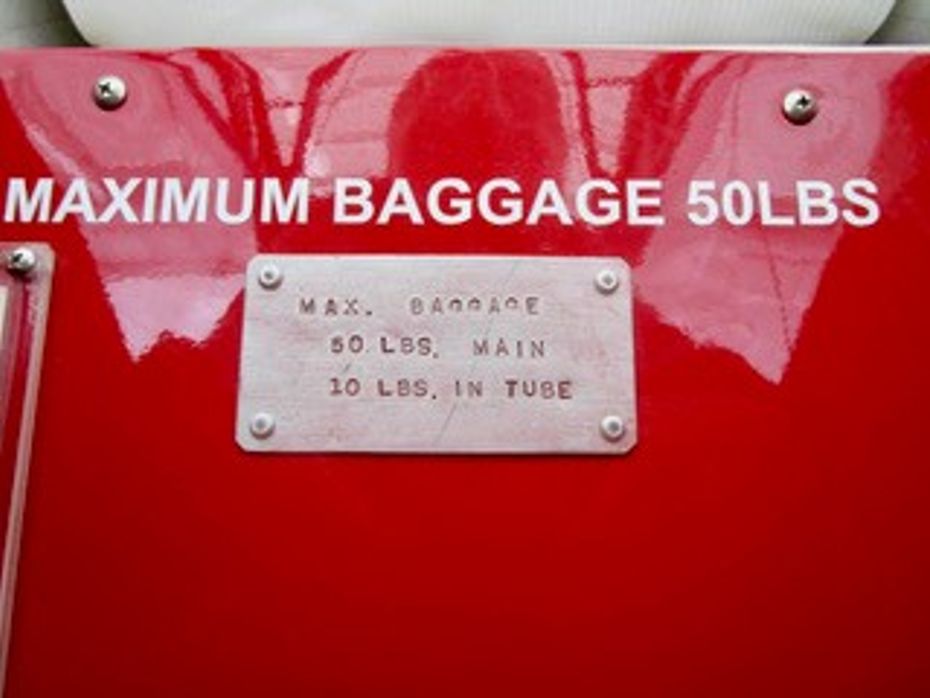 MAXIMUM BAGGAGE 50LBS
MAX. BAGGAGE
50 LBS. MAIN
10 LBS. IN TUBE